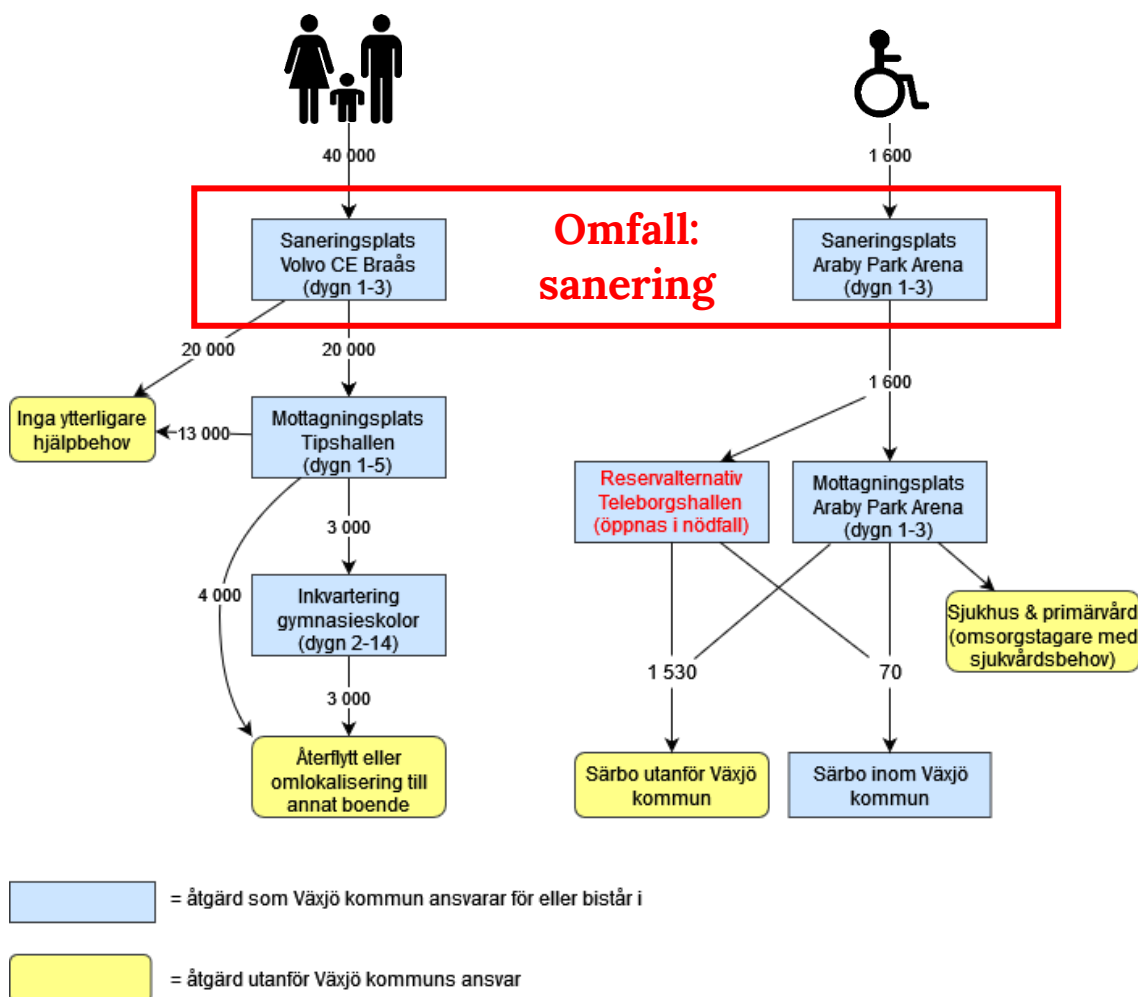 40 000
1 600
Omfall:
sanering
Saneringsplats
Volvo CE Braås
(dygn 1-3)
Saneringsplats
Araby Park Arena
(dygn 1-3)
20 000
20 000
1 600
Inga ytterligare
hjälpbehov
13 000
Mottagningsplats
Tipshallen
(dygn 1-5)
Reservalternativ
Teleborgshallen
(öppnas i nödfall)
Mottagningsplats
Araby Park Arena
(dygn 1-3)
3 000
4 000
Inkvartering
gymnasieskolor
(dygn 2-14)
Sjukhus & primärvård
(omsorgstagare med
sjukvårdsbehov)
1 530
70
3 000
Återflytt eller
omlokalisering till
annat boende
Särbo utanför Växjö
kommun
Särbo inom Växjö
kommun
= åtgärd som Växjö kommun ansvarar för eller bistår i
= åtgärd utanför Växjö kommuns ansvar